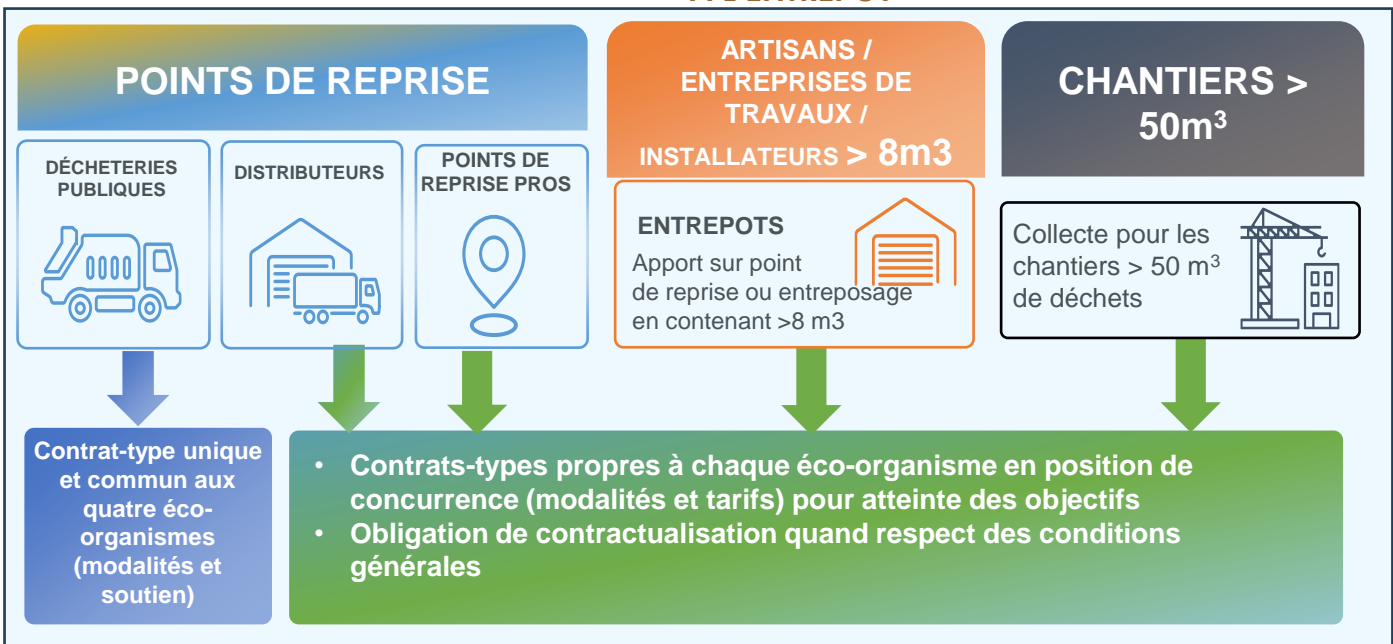 POINTS DE REPRISE
DÉCHETERIES
PUBLIQUES
DISTRIBUTEURS
POINTS DE
REPRISE PROS
ARTISANS /
ENTREPRISES DE
TRAVAUX /
INSTALLATEURS > 8m3
ENTREPOTS
Apport sur point
de reprise ou entreposage
en contenant >8 m3
CHANTIERS >
50m³
Collecte pour les
chantiers > 50 m³
de déchets
Contrat-type unique
et commun aux
quatre éco-
organismes
(modalités et
soutien)
• Contrats-types propres à chaque éco-organisme en position de
concurrence (modalités et tarifs) pour atteinte des objectifs
• Obligation de contractualisation quand respect des conditions
générales